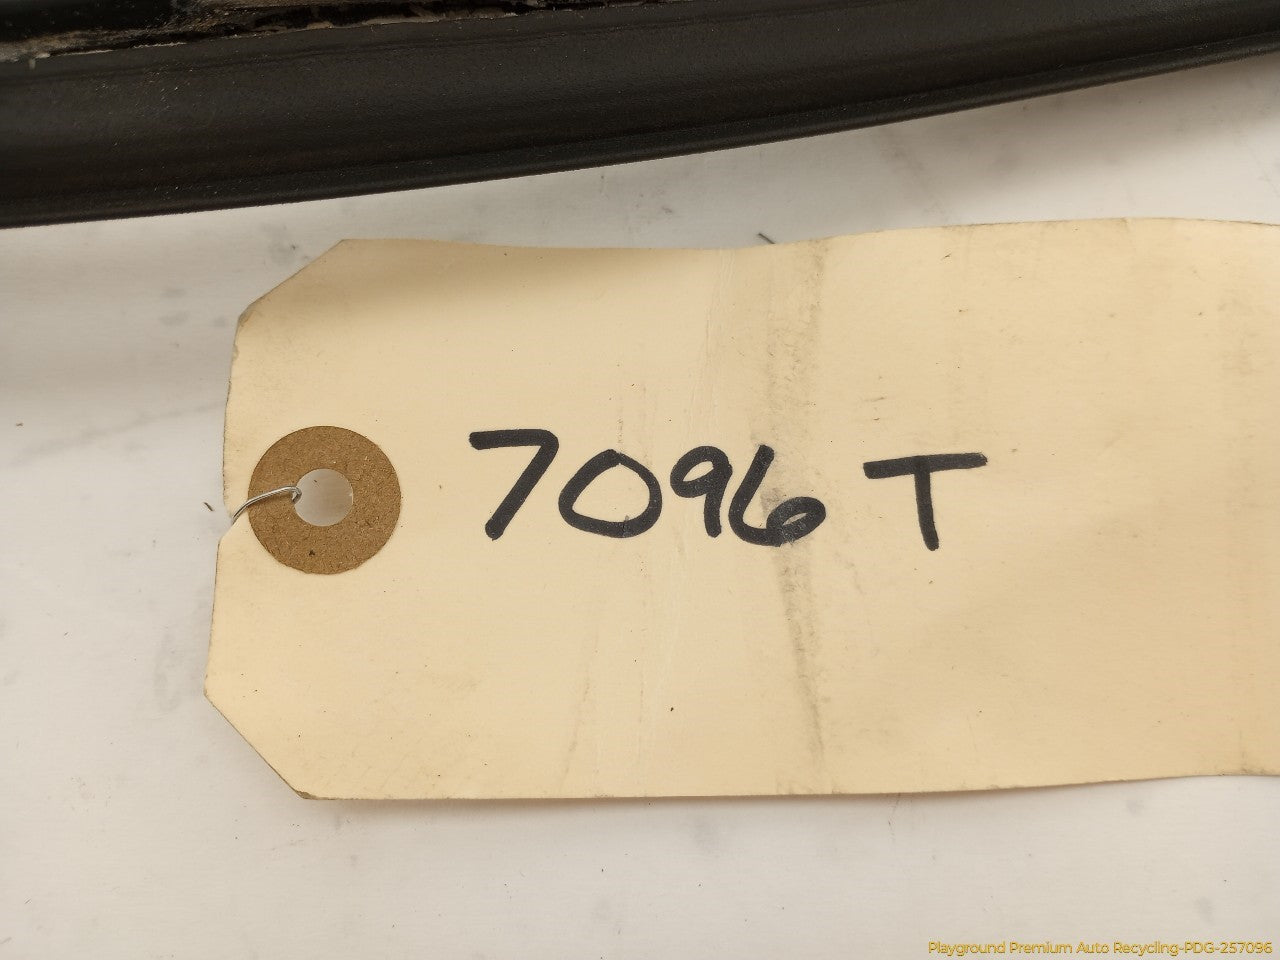 7096 T
Playground Premium Auto Recycling-PDG-257096